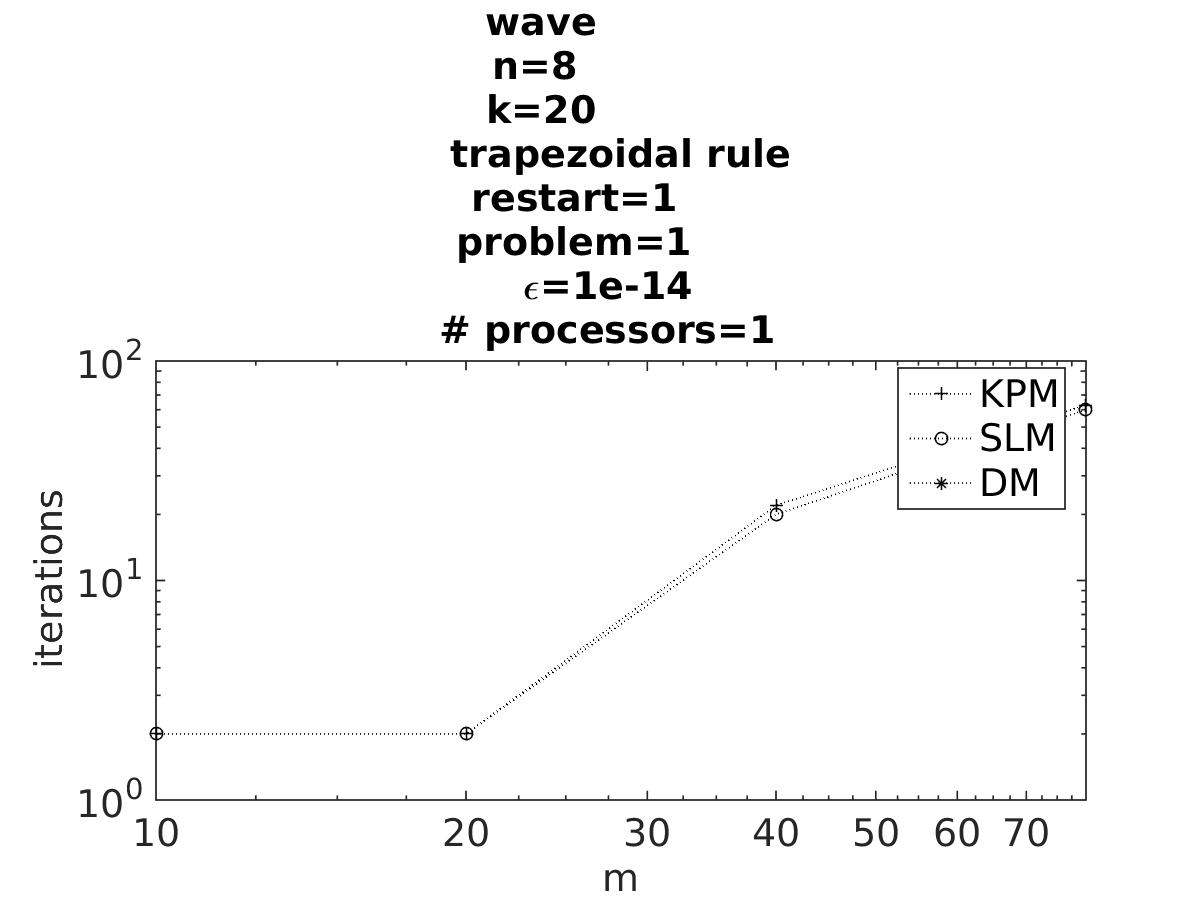 wave
n=8
k=20
trapezoidal rule
restart=1
problem=1
ϵ=1e-14
# processors=1
10²
10¹
10⁰
iterations
KPM
SLM
DM
10 20 30 40 50 60 70
m